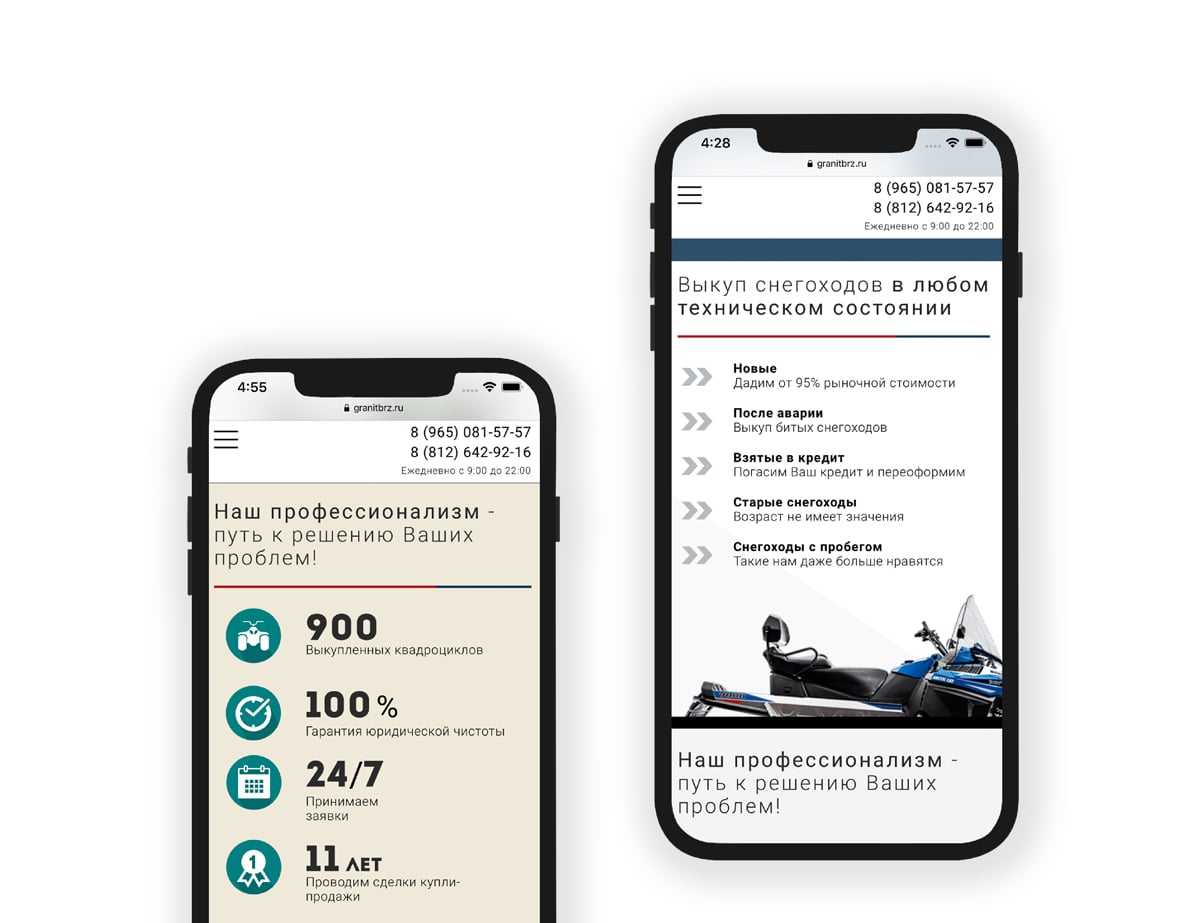 4:28
granitbrz.ru
8 (965) 081-57-57
8 (812) 642-92-16
Ежедневно с 9:00 до 22:00
Выкуп снегоходов в любом
техническом состоянии
Новые
Дадим от 95% рыночной стоимости
После аварии
Выкуп битых снегоходов
Взятые в кредит
Погасим Ваш кредит и переоформим
Старые снегоходы
Возраст не имеет значения
Снегоходы с пробегом
Такие нам даже больше нравятся
ARCTIC CAT
Наш профессионализм -
путь к решению Ваших
проблем!
4:55
granitbrz.ru
8 (965) 081-57-57
8 (812) 642-92-16
Ежедневно с 9:00 до 22:00
Наш профессионализм -
путь к решению Ваших
проблем!
900
Выкупленных квадроциклов
100 %
Гарантия юридической чистоты
24/7
Принимаем
заявки
1
11 ЛЕТ
Проводим сделки купли-
продажи